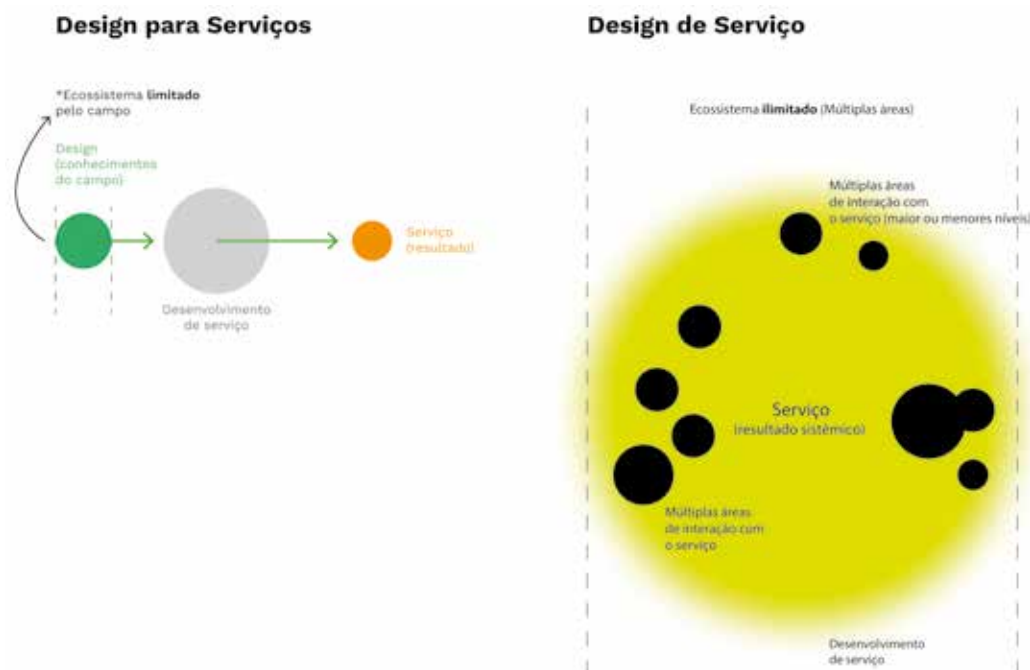 Design para Serviços
*Ecossistema limitado
pelo campo
Design
(conhecimentos
do campo)
Serviço
(resultado)
Desenvolvimento
de serviço
Design de Serviço
Ecossistema ilimitado (Múltiplas áreas)
Múltiplas áreas
de interação com
o serviço (maior ou menores níveis)
Serviço
(resultado sistêmico)
Múltiplas áreas
de interação com
o serviço
Desenvolvimento
de serviço